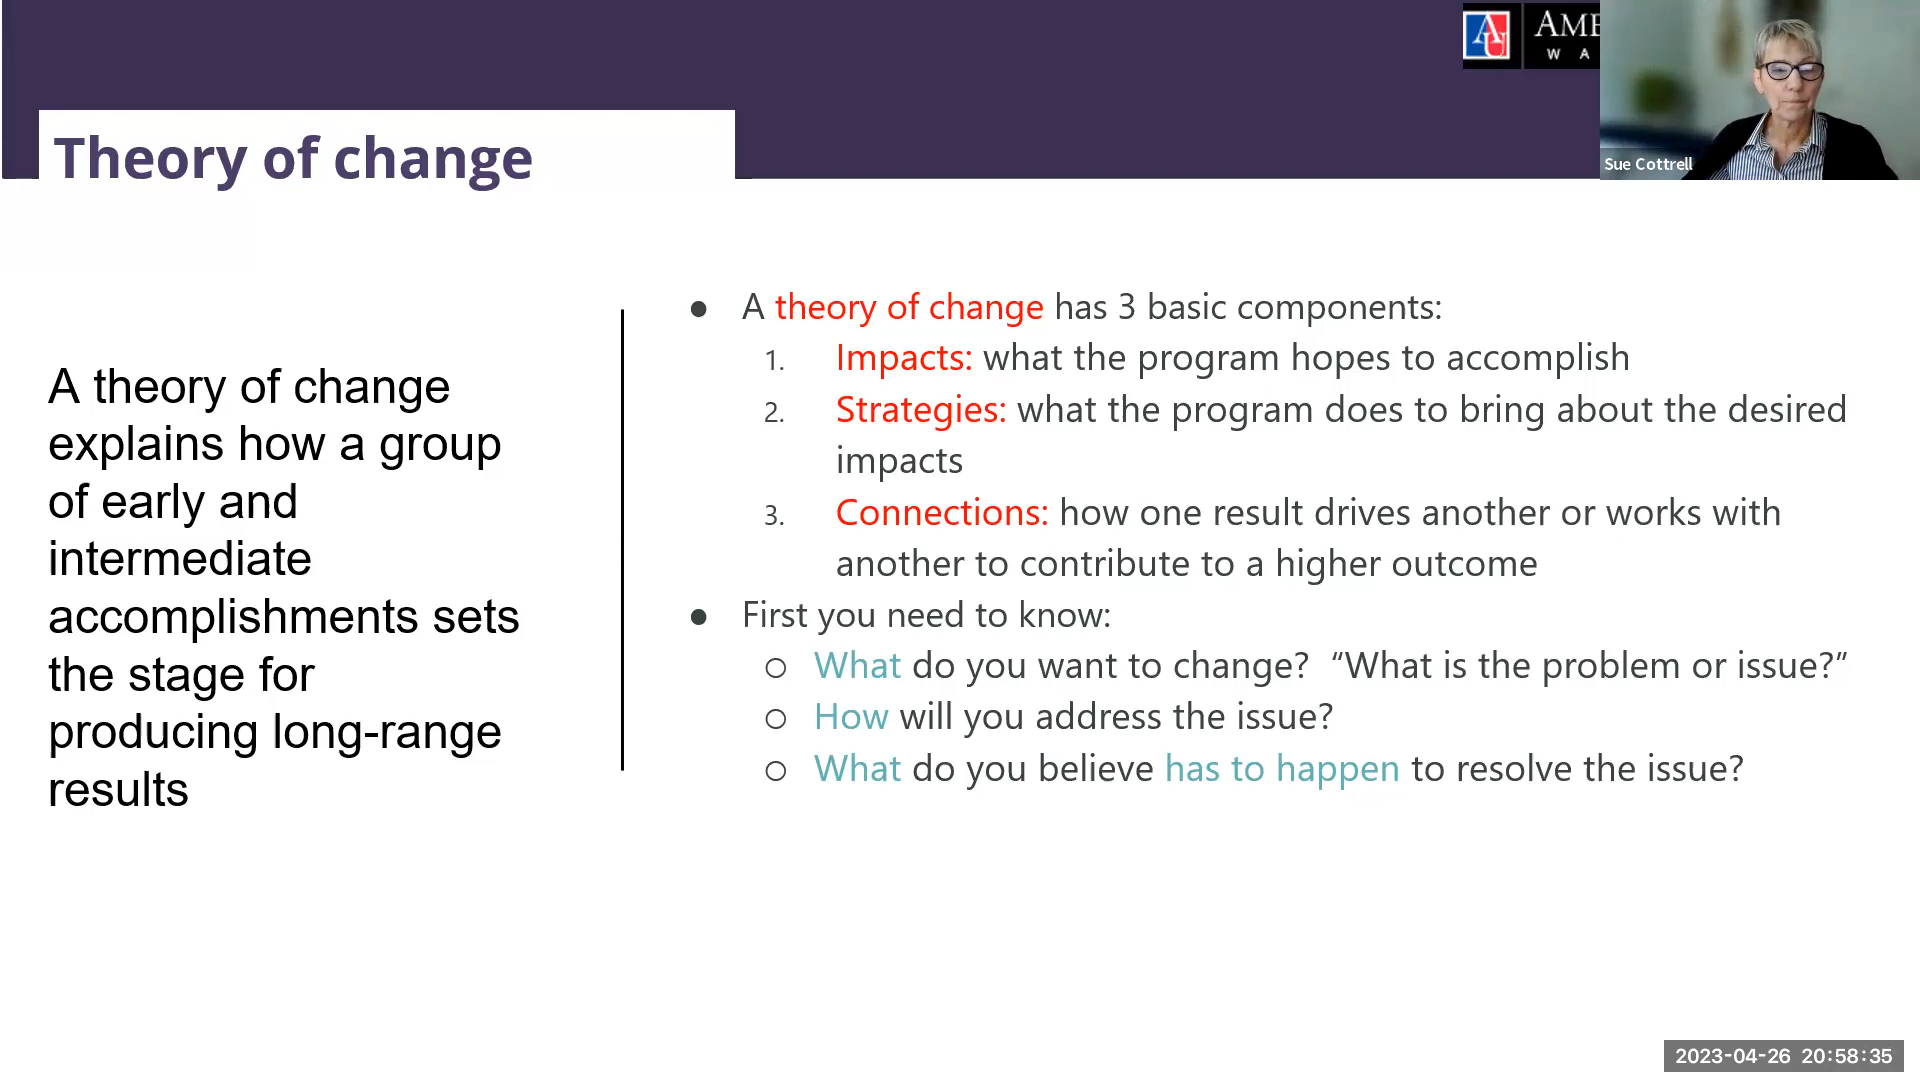 AU
AME
W A
Sue Cottrell
Theory of change
A theory of change
explains how a group
of early and
intermediate
accomplishments sets
the stage for
producing long-range
results
● A theory of change has 3 basic components:
1. Impacts: what the program hopes to accomplish
2. Strategies: what the program does to bring about the desired
impacts
3. Connections: how one result drives another or works with
another to contribute to a higher outcome
● First you need to know:
○ What do you want to change? “What is the problem or issue?”
○ How will you address the issue?
○ What do you believe has to happen to resolve the issue?
2023-04-26 20:58:35